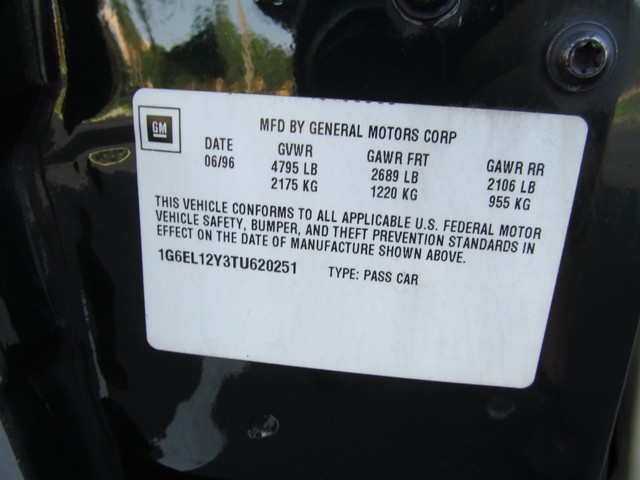 GM
MFD BY GENERAL MOTORS CORP
DATE GVWR GAWR FRT GAWR RR
06/96 4795 LB 2689 LB 2106 LB
2175 KG 1220 KG 955 KG
THIS VEHICLE CONFORMS TO ALL APPLICABLE U.S. FEDERAL MOTOR
VEHICLE SAFETY, BUMPER, AND THEFT PREVENTION STANDARDS IN
EFFECT ON THE DATE OF MANUFACTURE SHOWN ABOVE.
1G6EL12Y3TU620251 TYPE: PASS CAR